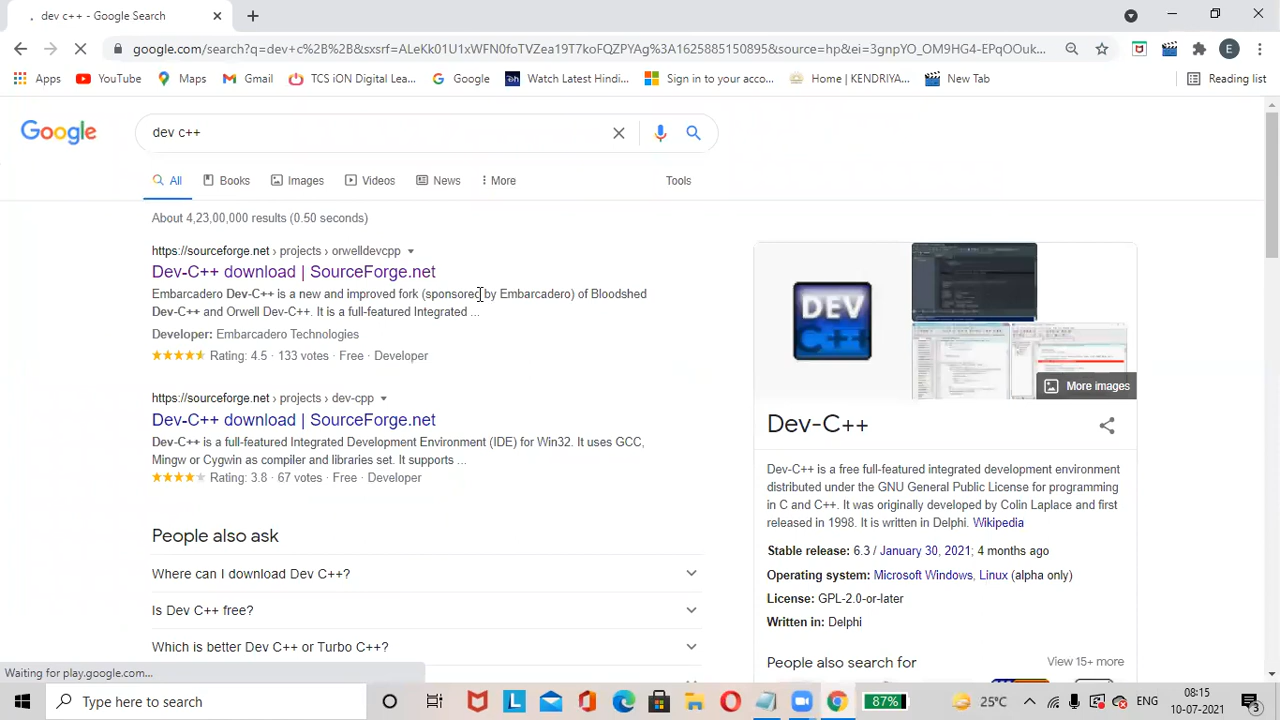 dev c++ - Google Search
google.com/search?q=dev+c%2B%2B&sxsrf=ALeKk01U1xWFN0foTVZea19T7koFQZPYAg%3A1625885150895&source=hp&ei=3gnpYO_OM9HG4-EPqOOuk...
Apps YouTube Maps Gmail TCS iON Digital Lea... Google Watch Latest Hindi... Sign in to your acco... Home | KENDRIYA... New Tab Reading list
Google dev c++
All Books Images Videos News More Tools
About 4,23,00,000 results (0.50 seconds)
https://sourceforge.net › projects › orwelldevcpp
Dev-C++ download | SourceForge.net
Embarcadero Dev-C++ is a new and improved fork (sponsored by Embarcadero) of Bloodshed
Dev-C++ and Orwell Dev-C++. It is a full-featured Integrated ...
Developer: Embarcadero Technologies
Rating: 4.5 · 133 votes · Free · Developer
https://sourceforge.net › projects › dev-cpp
Dev-C++ download | SourceForge.net
Dev-C++ is a full-featured Integrated Development Environment (IDE) for Win32. It uses GCC,
Mingw or Cygwin as compiler and libraries set. It supports ...
Rating: 3.8 · 67 votes · Free · Developer
People also ask
Where can I download Dev C++?
Is Dev C++ free?
Which is better Dev C++ or Turbo C++?
DEV
C++
More images
Dev-C++
Dev-C++ is a free full-featured integrated development environment
distributed under the GNU General Public License for programming
in C and C++. It was originally developed by Colin Laplace and first
released in 1998. It is written in Delphi. Wikipedia
Stable release: 6.3 / January 30, 2021; 4 months ago
Operating system: Microsoft Windows, Linux (alpha only)
License: GPL-2.0-or-later
Written in: Delphi
People also search for View 15+ more
Waiting for play.google.com...
Type here to search
87% 25°C ENG
08:15
10-07-2021
3